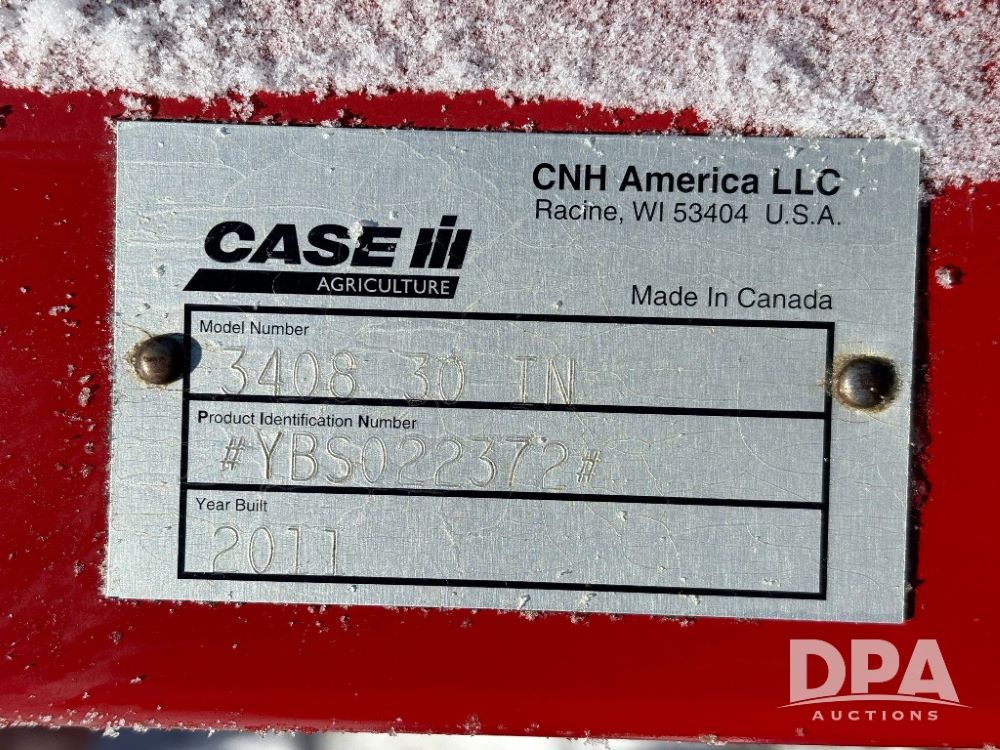 CNH America LLC
Racine, WI 53404 U.S.A.
CASE IH
AGRICULTURE
Made In Canada
Model Number
3408 30 IN
Product Identification Number
#YBS022372#
Year Built
2011
DPA
AUCTIONS